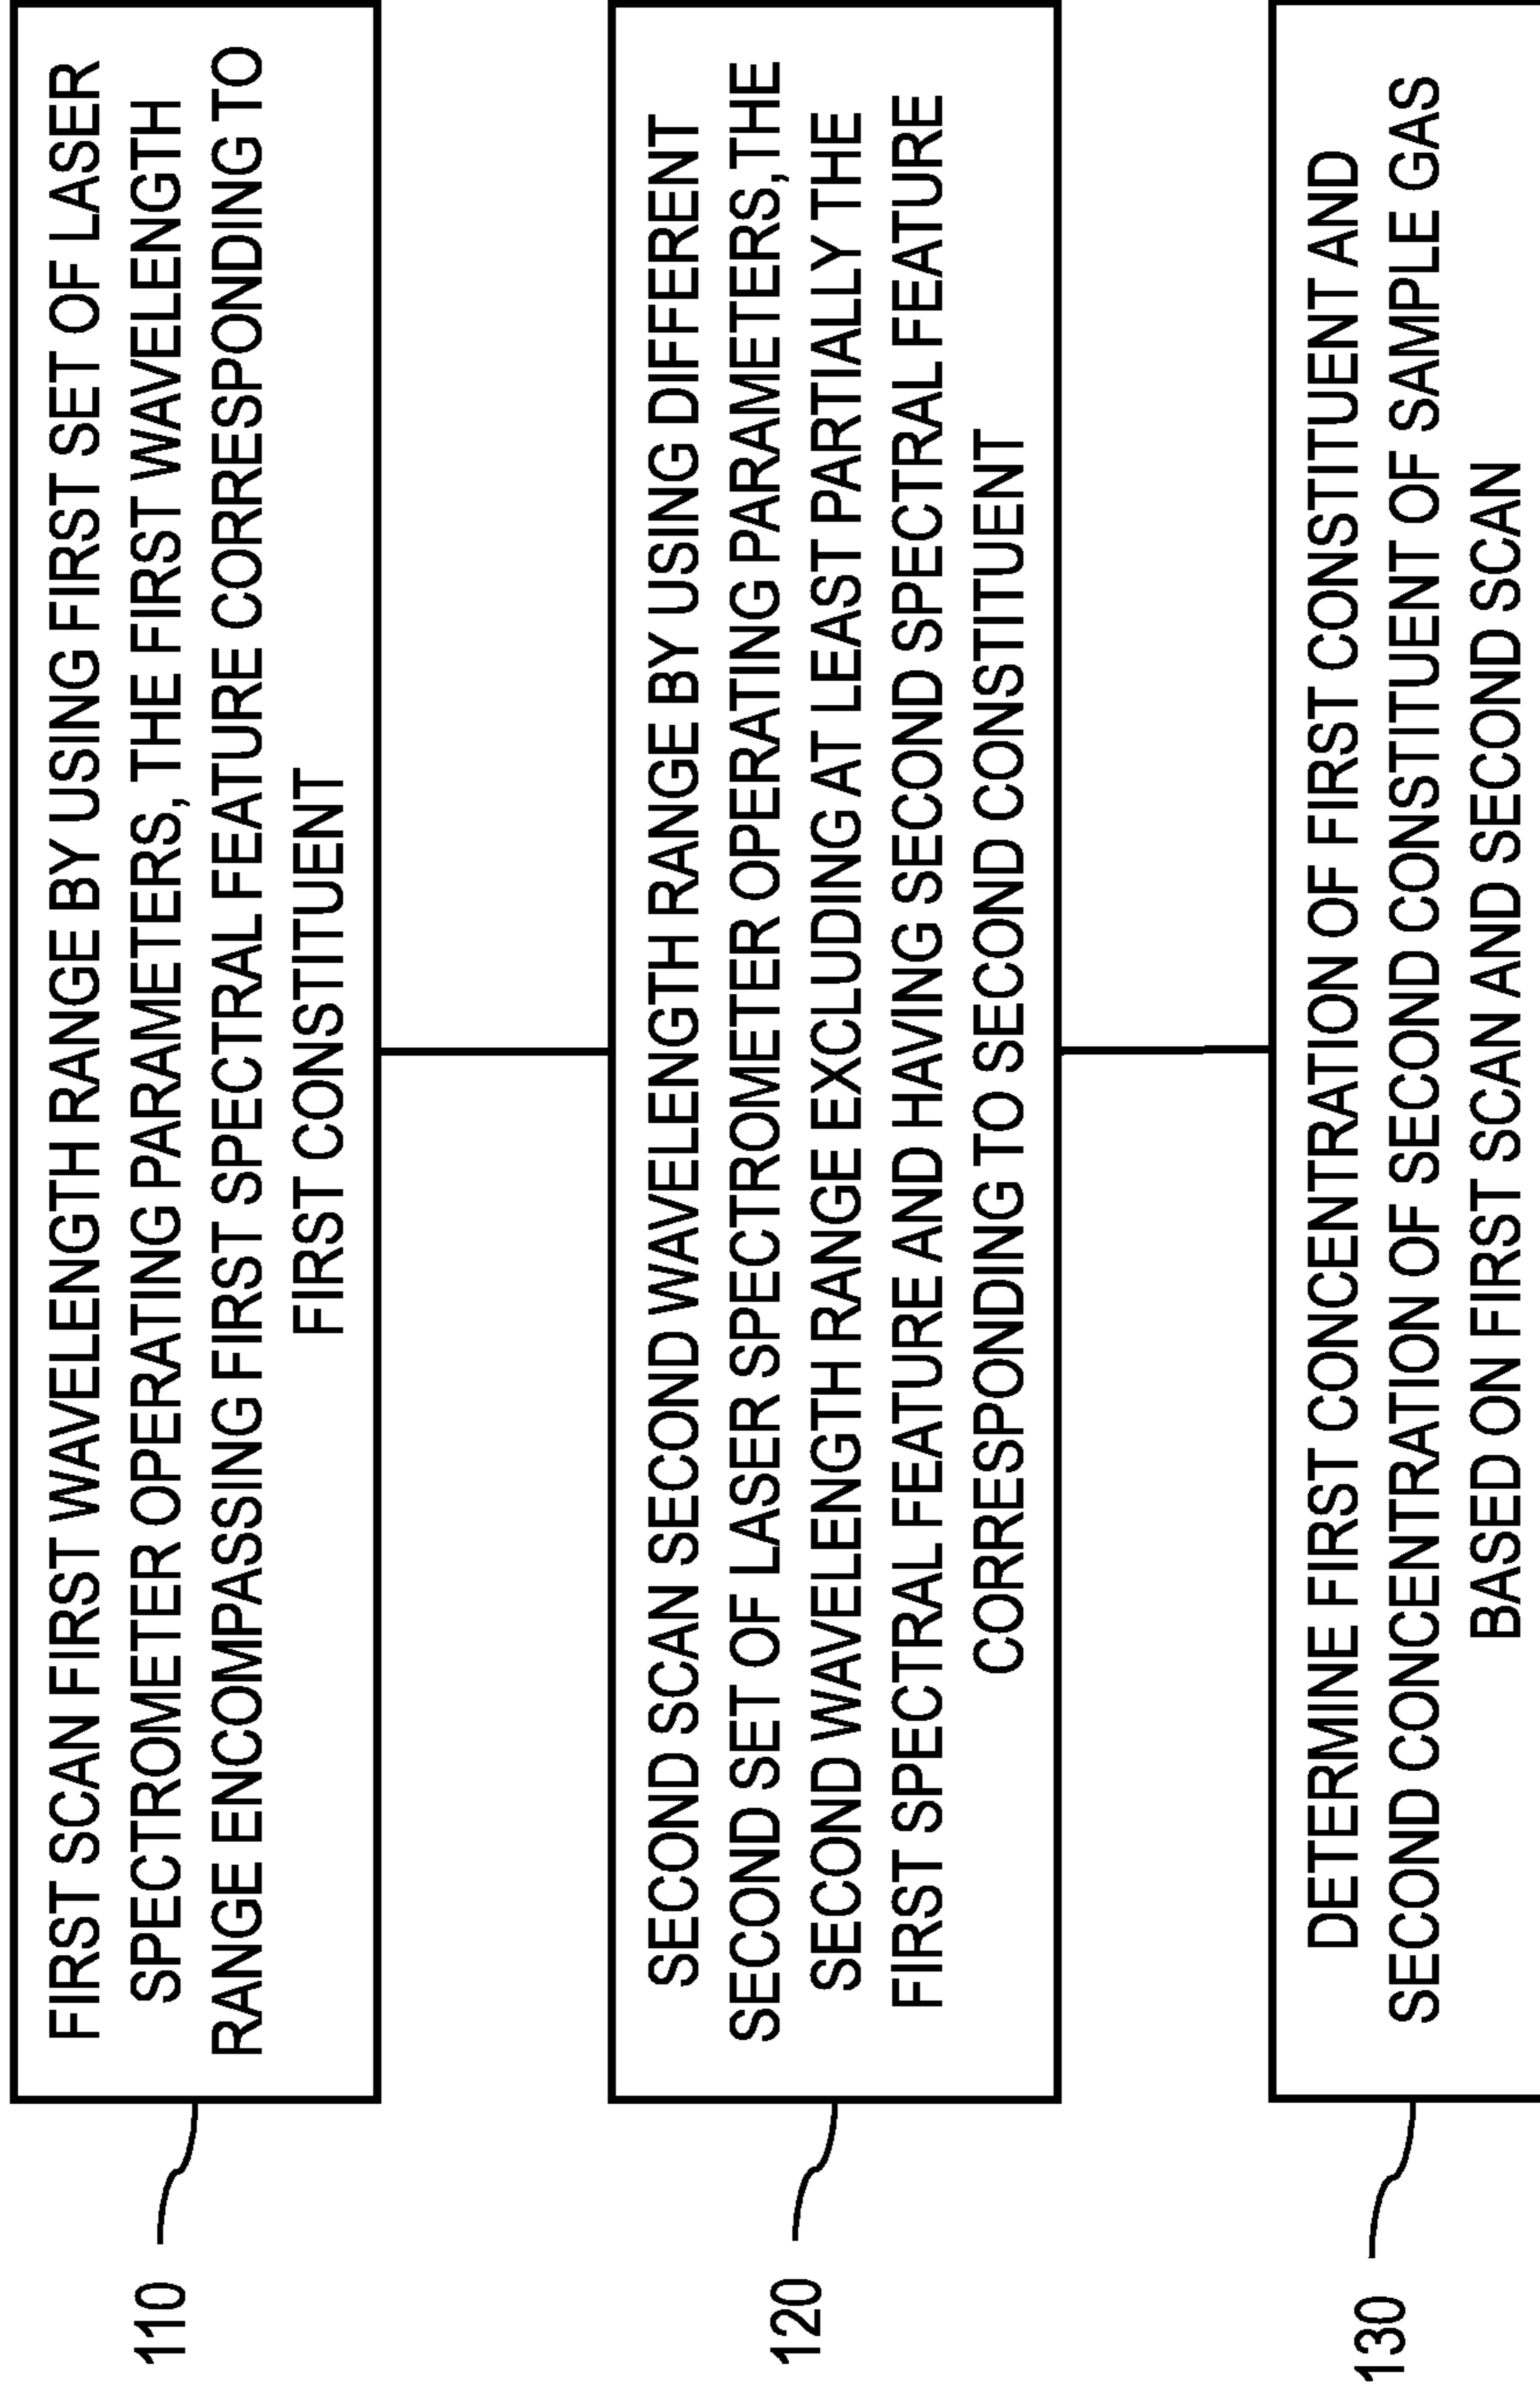 110
FIRST SCAN FIRST WAVELENGTH RANGE BY USING FIRST SET OF LASER
SPECTROMETER OPERATING PARAMETERS, THE FIRST WAVELENGTH
RANGE ENCOMPASSING FIRST SPECTRAL FEATURE CORRESPONDING TO
FIRST CONSTITUENT
120
SECOND SCAN SECOND WAVELENGTH RANGE BY USING DIFFERENT
SECOND SET OF LASER SPECTROMETER OPERATING PARAMETERS,THE
SECOND WAVELENGTH RANGE EXCLUDING AT LEAST PARTIALLY THE
FIRST SPECTRAL FEATURE AND HAVING SECOND SPECTRAL FEATURE
CORRESPONDING TO SECOND CONSTITUENT
130
DETERMINE FIRST CONCENTRATION OF FIRST CONSTITUENT AND
SECOND CONCENTRATION OF SECOND CONSTITUENT OF SAMPLE GAS
BASED ON FIRST SCAN AND SECOND SCAN